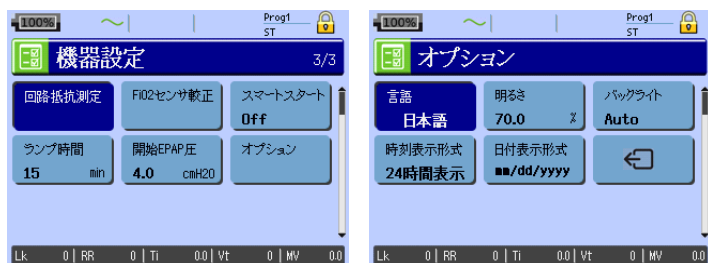 100%
Prog1
ST
機器設定
3/3
回路抵抗測定
FiO2センサ較正
スマートスタート
Off
ランプ時間
15 min
開始EPAP圧
4.0 cmH20
オプション
Lk 0 RR 0 Ti 0.0 Vt 0 MV 0.0
100%
Prog1
ST
オプション
言語
日本語
明るさ
70.0 %
バックライト
Auto
時刻表示形式
24時間表示
日付表示形式
mm/dd/yyyy
Lk 0 RR 0 Ti 0.0 Vt 0 MV 0.0